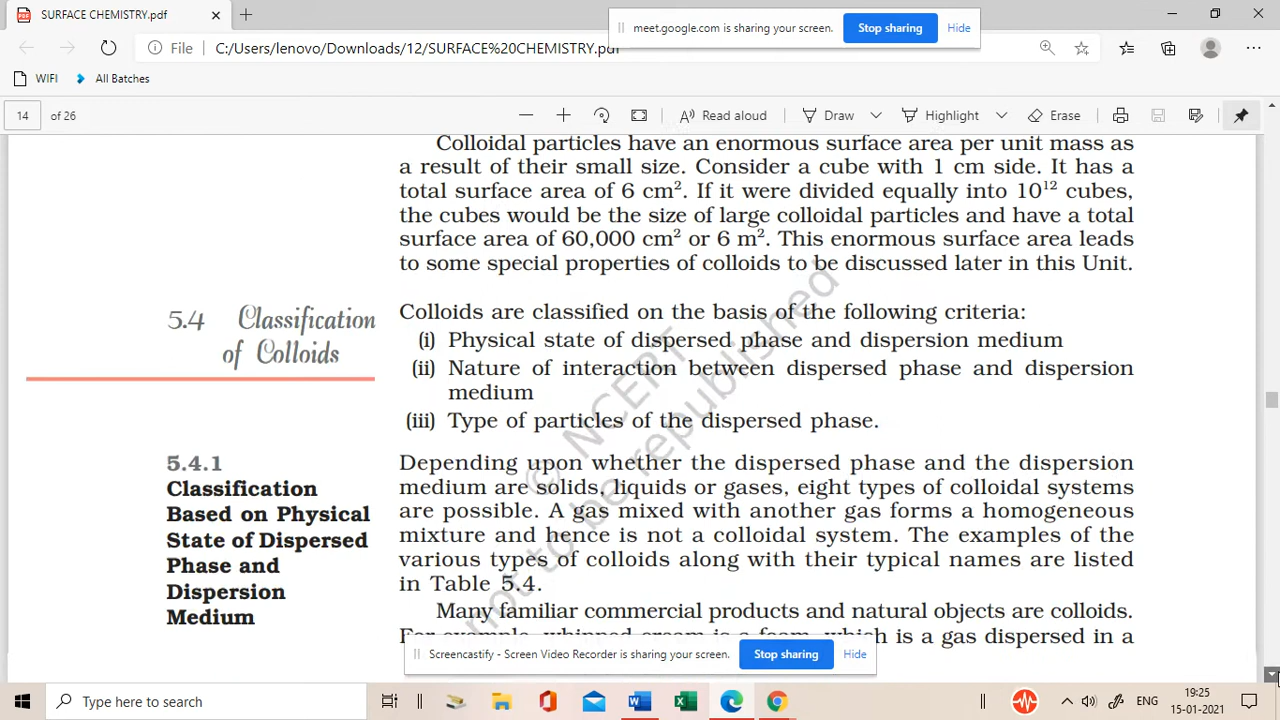 SURFACE CHEMISTRY.pdf
meet.google.com is sharing your screen. Stop sharing Hide
File C:/Users/lenovo/Downloads/12/SURFACE%20CHEMISTRY.pdf
WIFI All Batches
14 of 26 Read aloud Draw Highlight Erase
Colloidal particles have an enormous surface area per unit mass as
a result of their small size. Consider a cube with 1 cm side. It has a
total surface area of 6 cm². If it were divided equally into 10¹² cubes,
the cubes would be the size of large colloidal particles and have a total
surface area of 60,000 cm² or 6 m². This enormous surface area leads
to some special properties of colloids to be discussed later in this Unit.
5.4 Classification
of Colloids
Colloids are classified on the basis of the following criteria:
(i) Physical state of dispersed phase and dispersion medium
(ii) Nature of interaction between dispersed phase and dispersion
medium
(iii) Type of particles of the dispersed phase.
5.4.1
Classification
Based on Physical
State of Dispersed
Phase and
Dispersion
Medium
Depending upon whether the dispersed phase and the dispersion
medium are solids, liquids or gases, eight types of colloidal systems
are possible. A gas mixed with another gas forms a homogeneous
mixture and hence is not a colloidal system. The examples of the
various types of colloids along with their typical names are listed
in Table 5.4.
Many familiar commercial products and natural objects are colloids.
For example, whipped cream is a foam, which is a gas dispersed in a
© NCERT
not to be republished
Screencastify - Screen Video Recorder is sharing your screen. Stop sharing Hide
Type here to search
ENG
19:25
15-01-2021